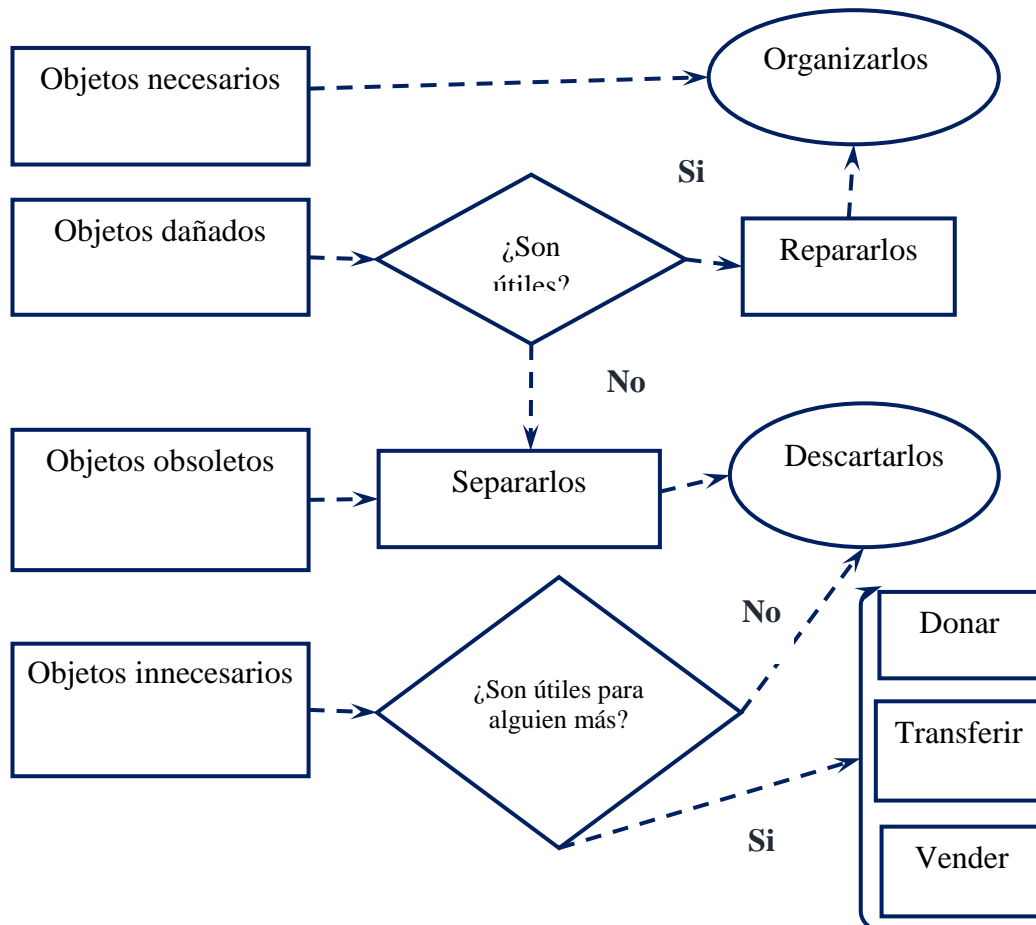 Objetos necesarios
Organizarlos
Si
Objetos dañados
¿Son
útiles?
Repararlos
No
Objetos obsoletos
Separarlos
Descartarlos
No
Donar
Objetos innecesarios
¿Son útiles para
alguien más?
Transferir
Si
Vender